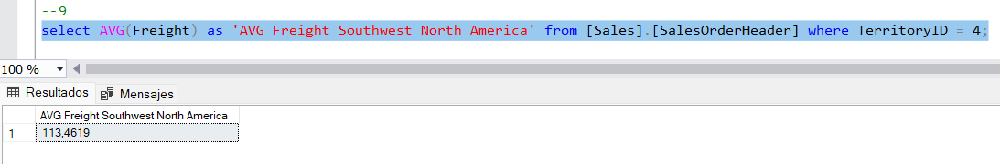 --9
select AVG(Freight) as 'AVG Freight Southwest North America' from [Sales].[SalesOrderHeader] where TerritoryID = 4;
100 %
Resultados Mensajes
AVG Freight Southwest North America
1 113,4619